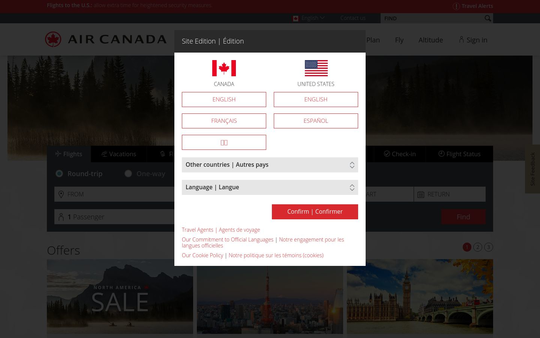 Flights to the U.S.
Travel Alerts
English
Contact us
FIND
AIR CANADA
Plan
Fly
Altitude
Sign in
Site Edition | Édition
CANADA
UNITED STATES
ENGLISH
ENGLISH
FRANÇAIS
ESPAÑOL
Other countries | Autres pays
Language | Langue
Confirm | Confirmer
Travel Agents | Agents de voyage
Our Commitment to Official Languages | Notre engagement pour les
langues officielles
Our Cookie Policy | Notre politique sur les témoins (cookies)
Flights
Vacations
Check-in
Flight Status
Round-trip
One-way
FROM
RETURN
1 Passenger
Find
Offers
1
2
3
NORTH AMERICA
SALE